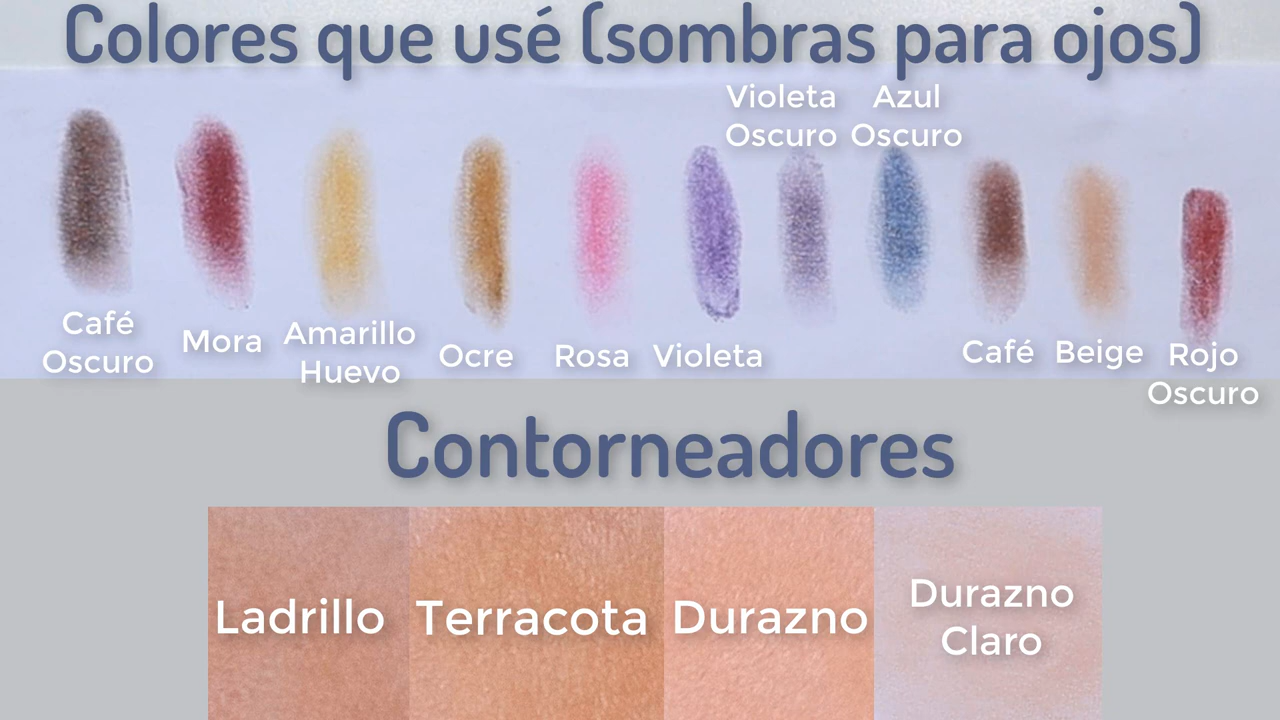 Colores que usé (sombras para ojos)
Violeta
Oscuro
Azul
Oscuro
Café
Oscuro
Mora
Amarillo
Huevo
Ocre
Rosa
Violeta
Café
Beige
Rojo
Oscuro
Contorneadores
Ladrillo
Terracota
Durazno
Durazno
Claro